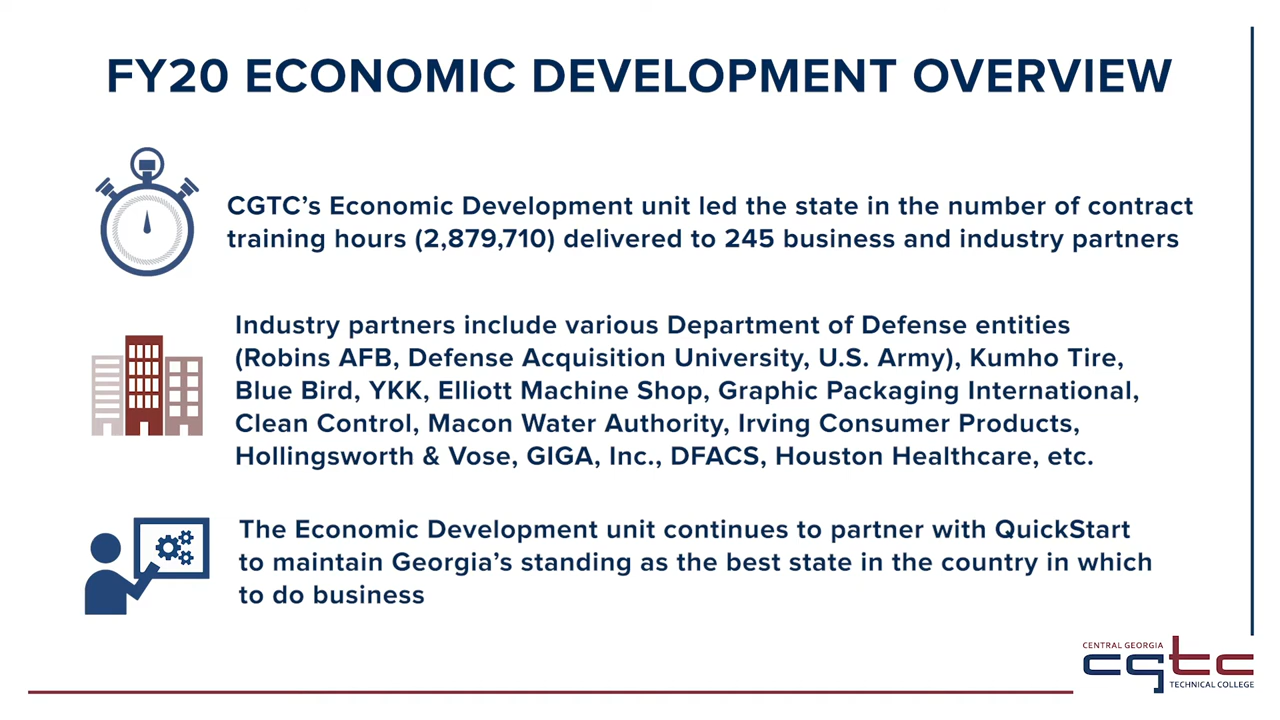 FY20 ECONOMIC DEVELOPMENT OVERVIEW
CGTC’s Economic Development unit led the state in the number of contract
training hours (2,879,710) delivered to 245 business and industry partners
Industry partners include various Department of Defense entities
(Robins AFB, Defense Acquisition University, U.S. Army), Kumho Tire,
Blue Bird, YKK, Elliott Machine Shop, Graphic Packaging International,
Clean Control, Macon Water Authority, Irving Consumer Products,
Hollingsworth & Vose, GIGA, Inc., DFACS, Houston Healthcare, etc.
The Economic Development unit continues to partner with QuickStart
to maintain Georgia’s standing as the best state in the country in which
to do business
CENTRAL GEORGIA
cgtc
TECHNICAL COLLEGE